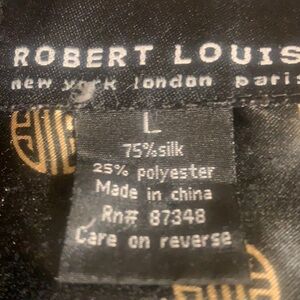 ROBERT LOUIS
new york london paris
L
75% silk
25% polyester
Made in china
Rn# 87348
Care on reverse